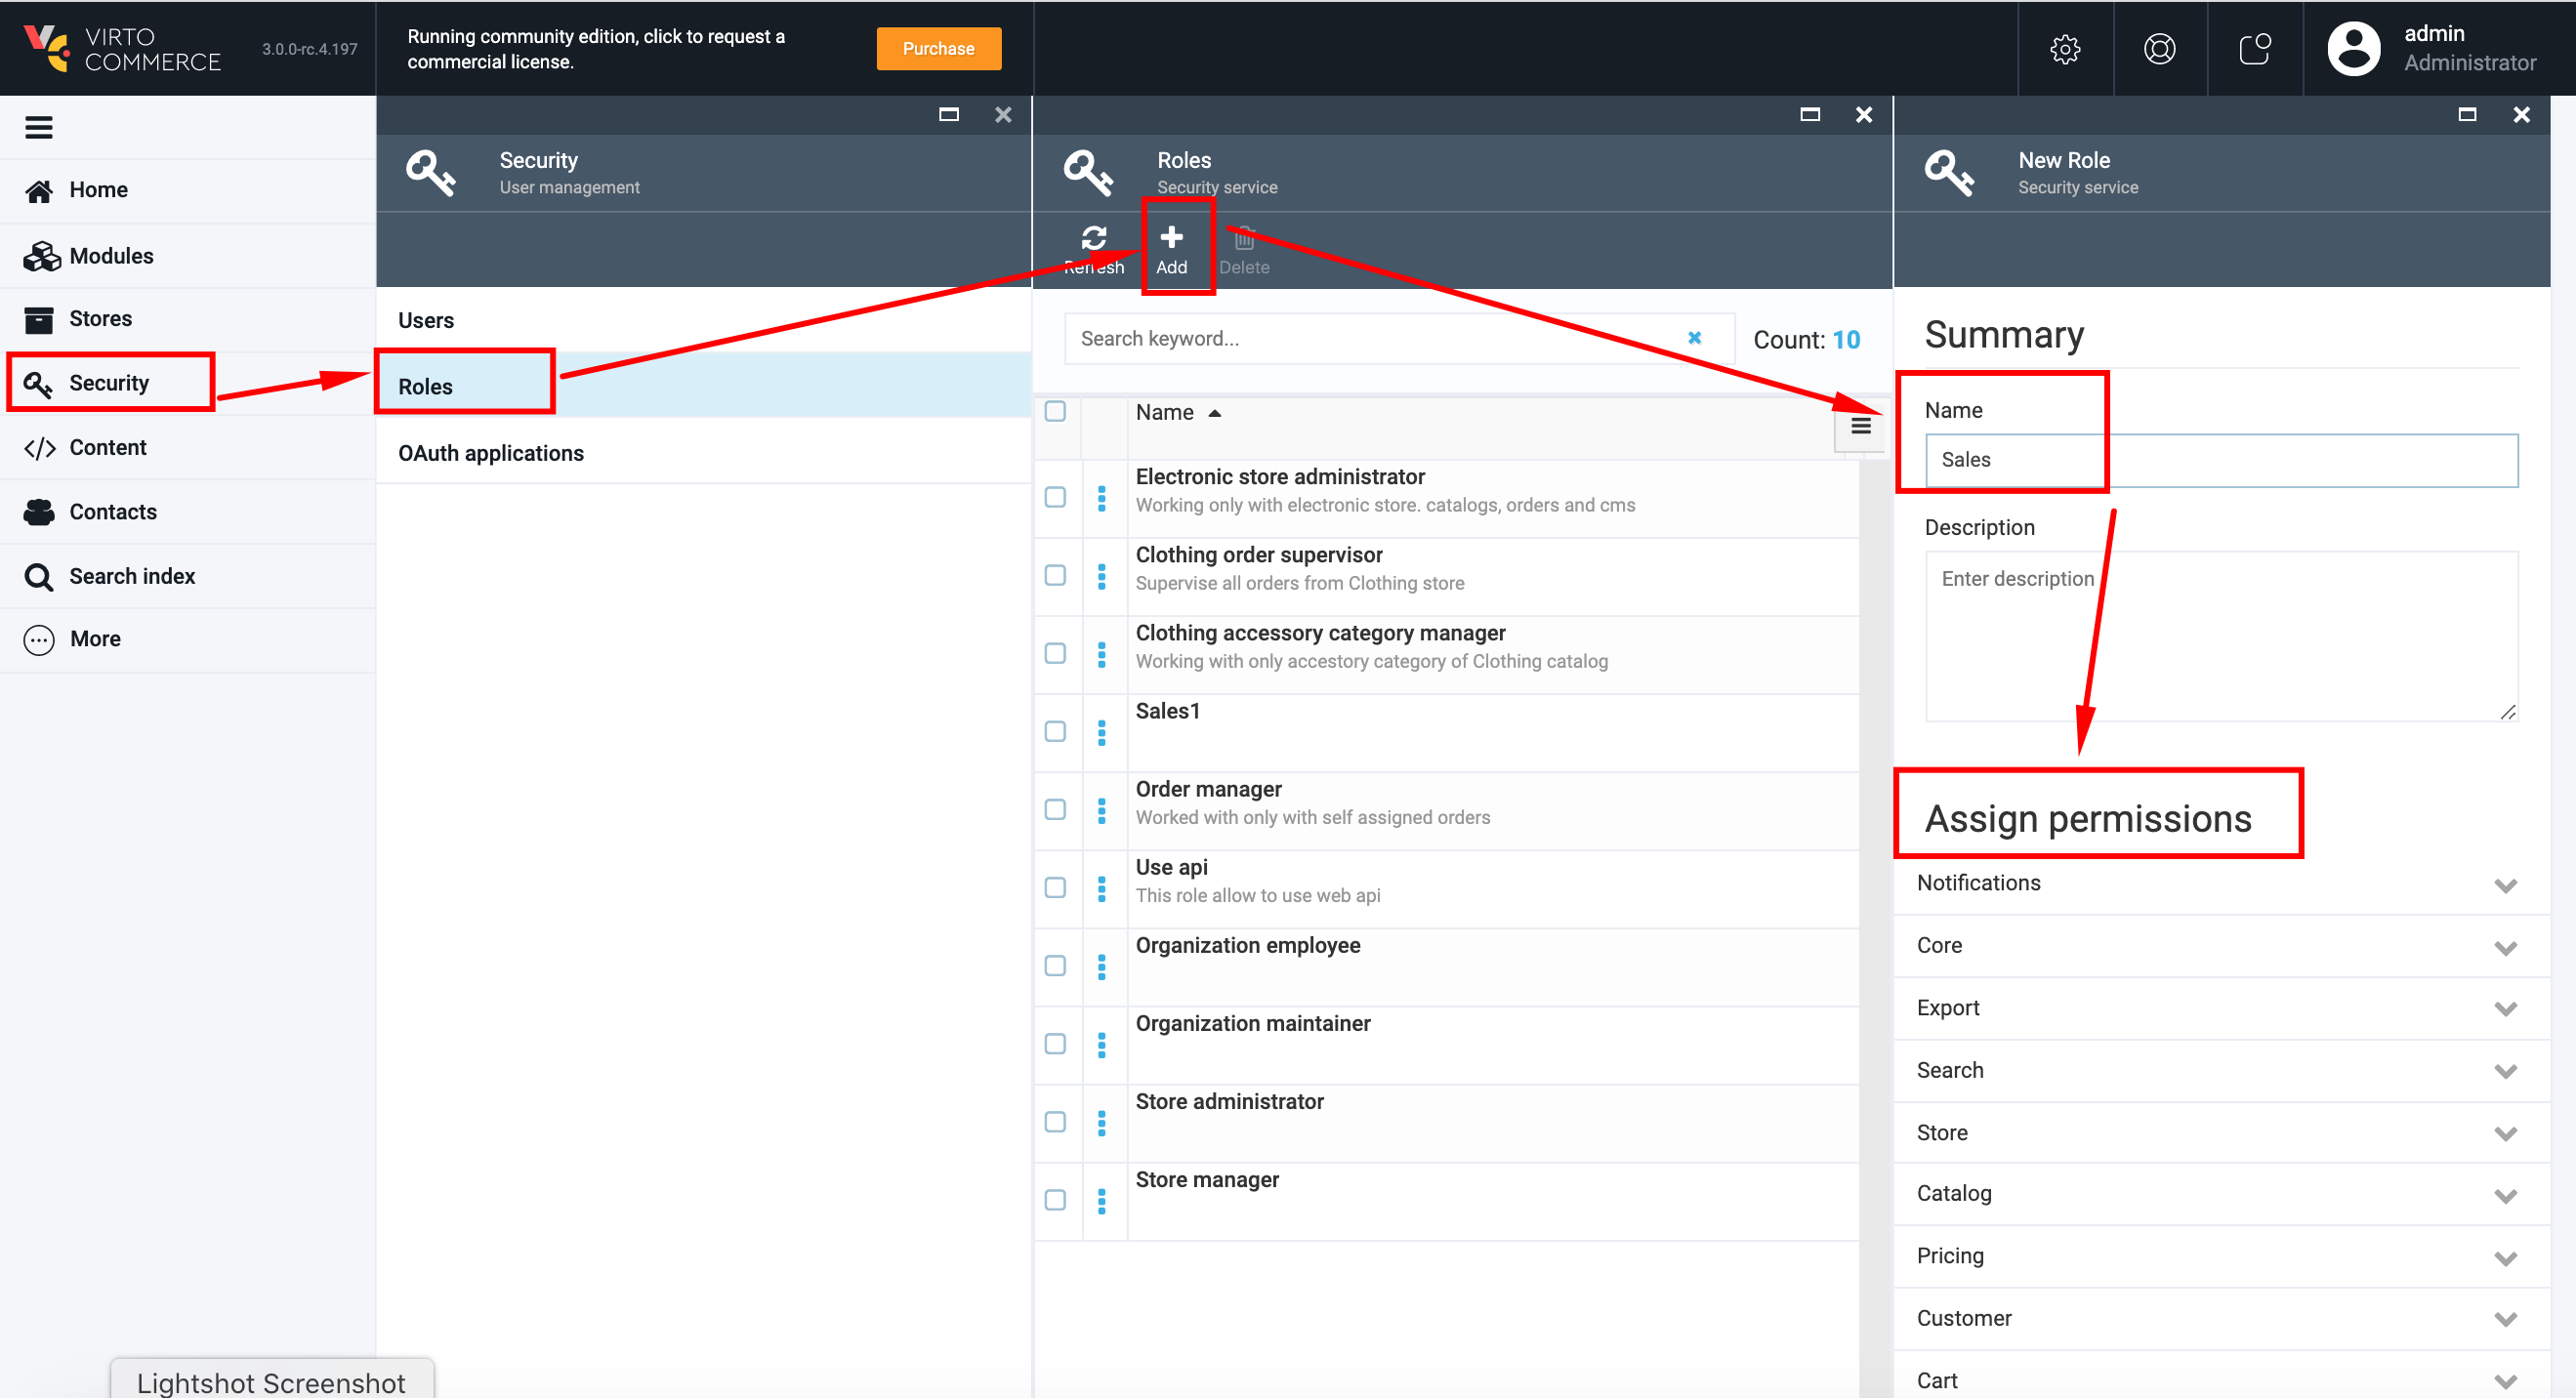 VIRTO
COMMERCE
3.0.0-rc.4.197
Running community edition, click to request a
commercial license.
Purchase
admin
Administrator
Home
Modules
Stores
Security
Content
Contacts
Search index
More
Security
User management
Users
Roles
OAuth applications
Roles
Security service
Refresh
Add
Delete
Search keyword...
Count: 10
Name
Electronic store administrator
Working only with electronic store. catalogs, orders and cms
Clothing order supervisor
Supervise all orders from Clothing store
Clothing accessory category manager
Working with only accestory category of Clothing catalog
Sales1
Order manager
Worked with only with self assigned orders
Use api
This role allow to use web api
Organization employee
Organization maintainer
Store administrator
Store manager
New Role
Security service
Summary
Name
Sales
Description
Enter description
Assign permissions
Notifications
Core
Export
Search
Store
Catalog
Pricing
Customer
Cart
Lightshot Screenshot